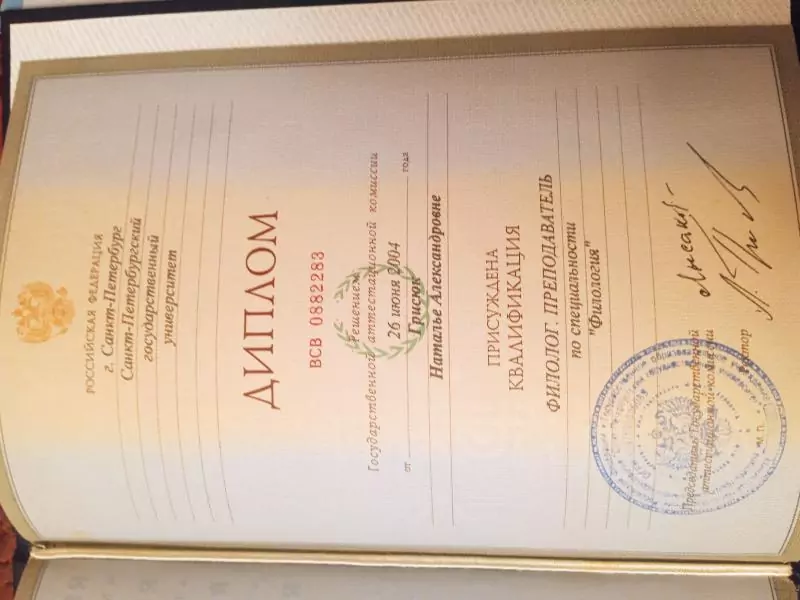 РОССИЙСКАЯ ФЕДЕРАЦИЯ
г. Санкт-Петербург
Санкт-Петербургский
государственный
университет
ДИПЛОМ
ВСВ 0882283
Решением
Государственной аттестационной комиссии
от 26 июня 2004 года
Грисюк
Наталье Александровне
ПРИСУЖДЕНА
КВАЛИФИКАЦИЯ
ФИЛОЛОГ. ПРЕПОДАВАТЕЛЬ
по специальности
"Филология"
Председатель Государственной
аттестационной комиссии
Ректор
М.П.